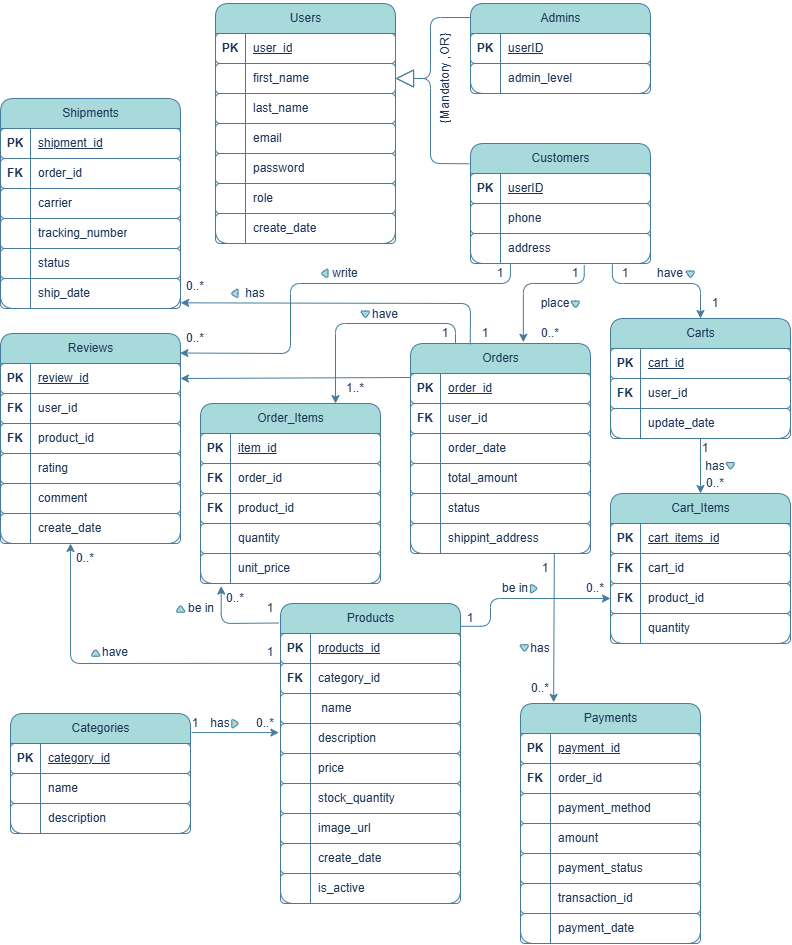 Users
PK user_id
first_name
last_name
email
password
role
create_date
{Mandatory , OR}
Admins
PK userID
admin_level
Customers
PK userID
phone
address
Shipments
PK shipment_id
FK order_id
carrier
tracking_number
status
ship_date
1 write
0..*
1 place
0..*
1 have
1
0..*
has
1
have
1
1..*
Reviews
PK review_id
FK user_id
FK product_id
rating
comment
create_date
Order_Items
PK item_id
FK order_id
FK product_id
quantity
unit_price
Orders
PK order_id
FK user_id
order_date
total_amount
status
shippint_address
Carts
PK cart_id
FK user_id
update_date
1
has
0..*
Cart_Items
PK cart_items_id
FK cart_id
FK product_id
quantity
0..*
have
1
0..*
be in
1
1
be in
0..*
1
has
0..*
Products
PK products_id
FK category_id
name
description
price
stock_quantity
image_url
create_date
is_active
Categories
PK category_id
name
description
1 has 0..*
Payments
PK payment_id
FK order_id
payment_method
amount
payment_status
transaction_id
payment_date